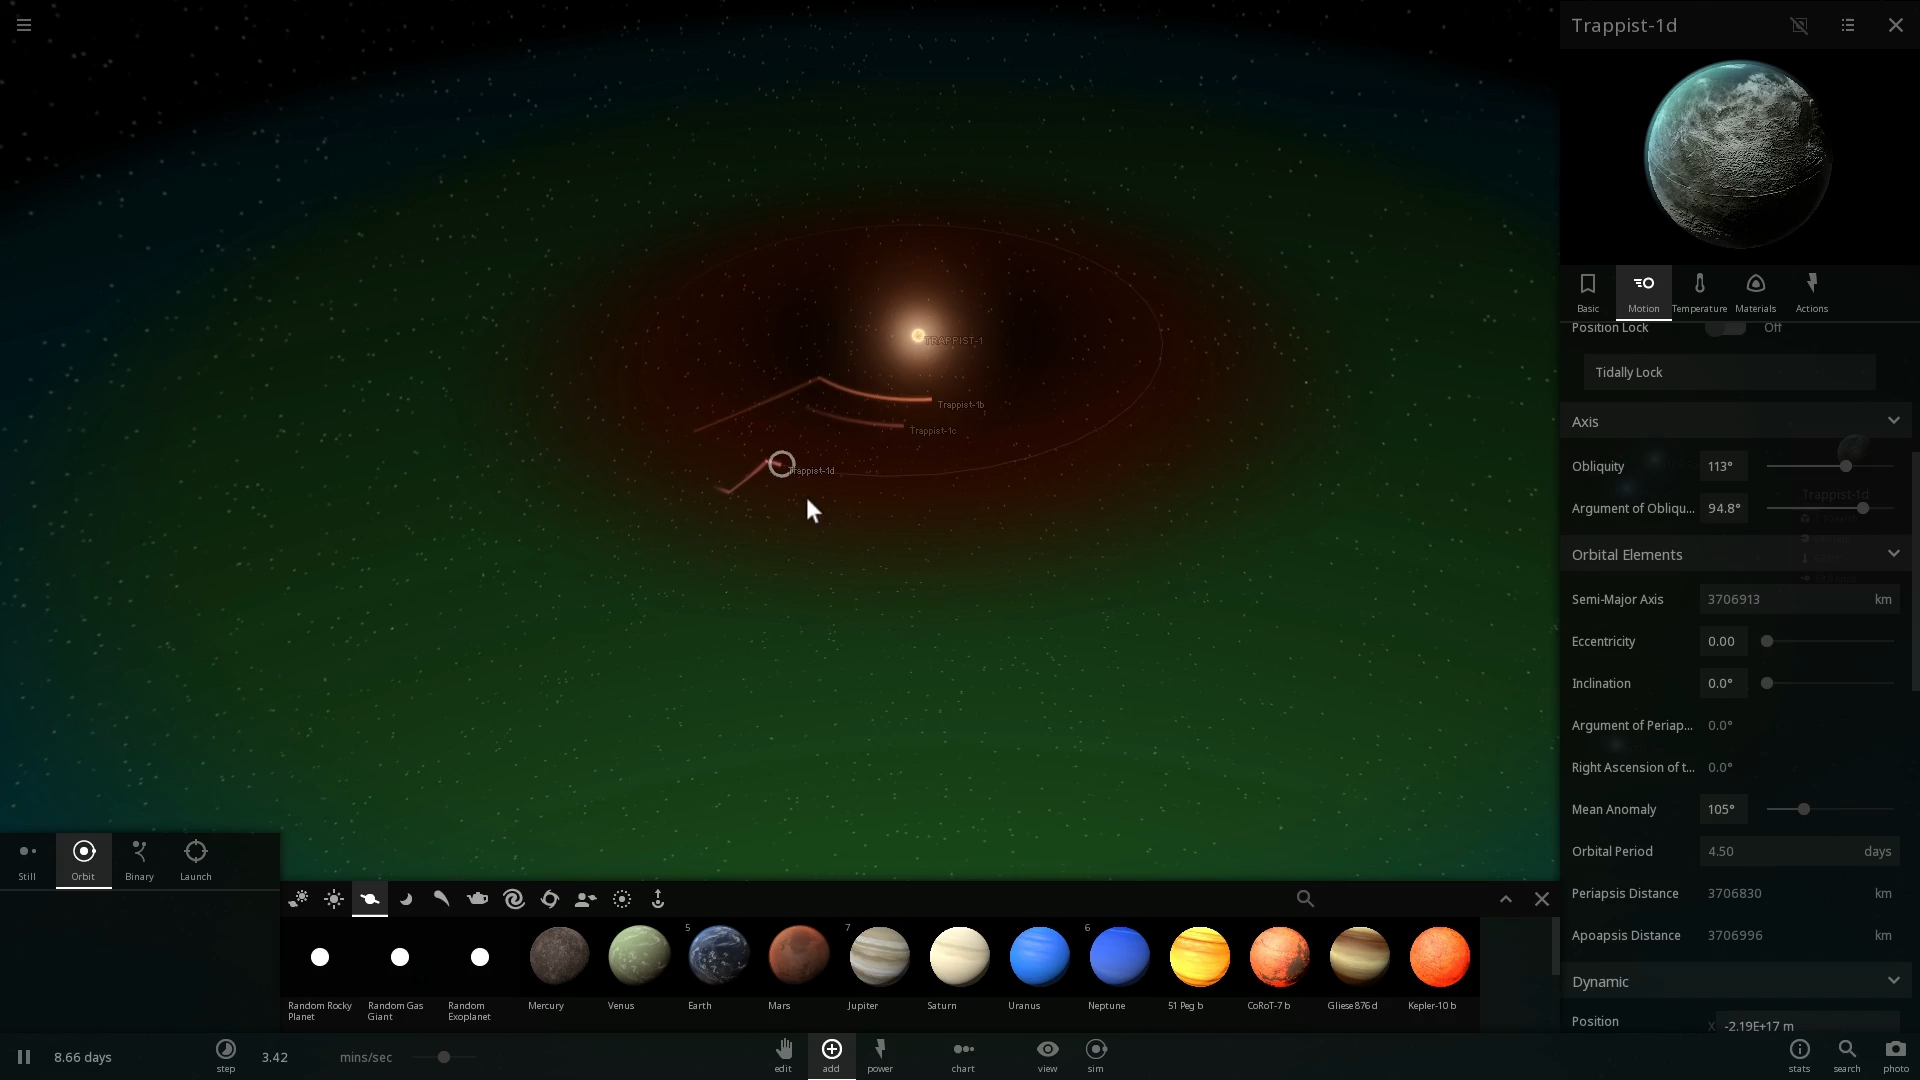 Trappist-1d
TRAPPIST-1
Trappist-1b
Trappist-1c
Trappist-1d
Basic
Motion
Temperature
Materials
Actions
Position Lock
Off
Tidally Lock
Axis
Obliquity 113°
Argument of Obliqu... 94.8°
Trappist-1d
Orbital Elements
Semi-Major Axis 3706913 km
Eccentricity 0.00
Inclination 0.0°
Argument of Periap... 0.0°
Right Ascension of t... 0.0°
Mean Anomaly 105°
Orbital Period 4.50 days
Periapsis Distance 3706830 km
Apoapsis Distance 3706996 km
Dynamic
Position X -2.19E+17 m
Still
Orbit
Binary
Launch
5
7
6
Random Rocky Planet
Random Gas Giant
Random Exoplanet
Mercury
Venus
Earth
Mars
Jupiter
Saturn
Uranus
Neptune
51 Peg b
CoRoT-7 b
Gliese 876 d
Kepler-10 b
8.66 days
step
3.42 mins/sec
edit
add
power
chart
view
sim
stats
search
photo